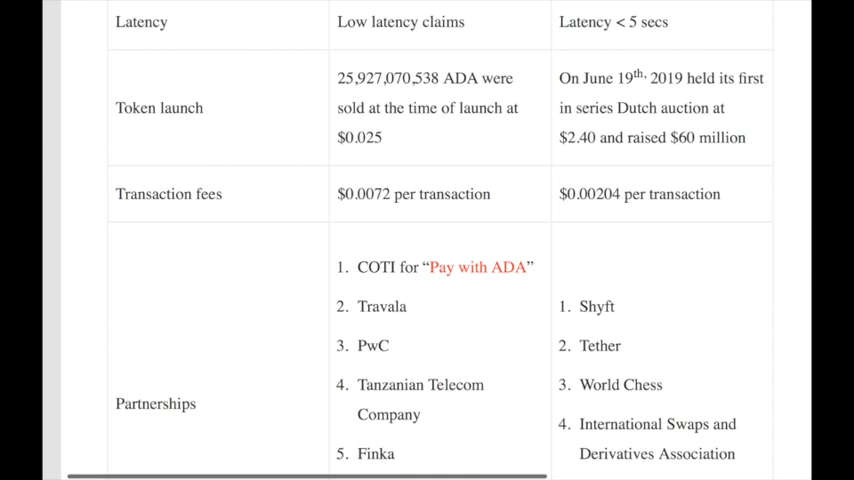 Latency
Low latency claims
Latency < 5 secs
Token launch
25,927,070,538 ADA were
sold at the time of launch at
$0.025
On June 19th, 2019 held its first
in series Dutch auction at
$2.40 and raised $60 million
Transaction fees
$0.0072 per transaction
$0.00204 per transaction
Partnerships
1. COTI for “Pay with ADA”
2. Travala
3. PwC
4. Tanzanian Telecom
Company
5. Finka
1. Shyft
2. Tether
3. World Chess
4. International Swaps and
Derivatives Association